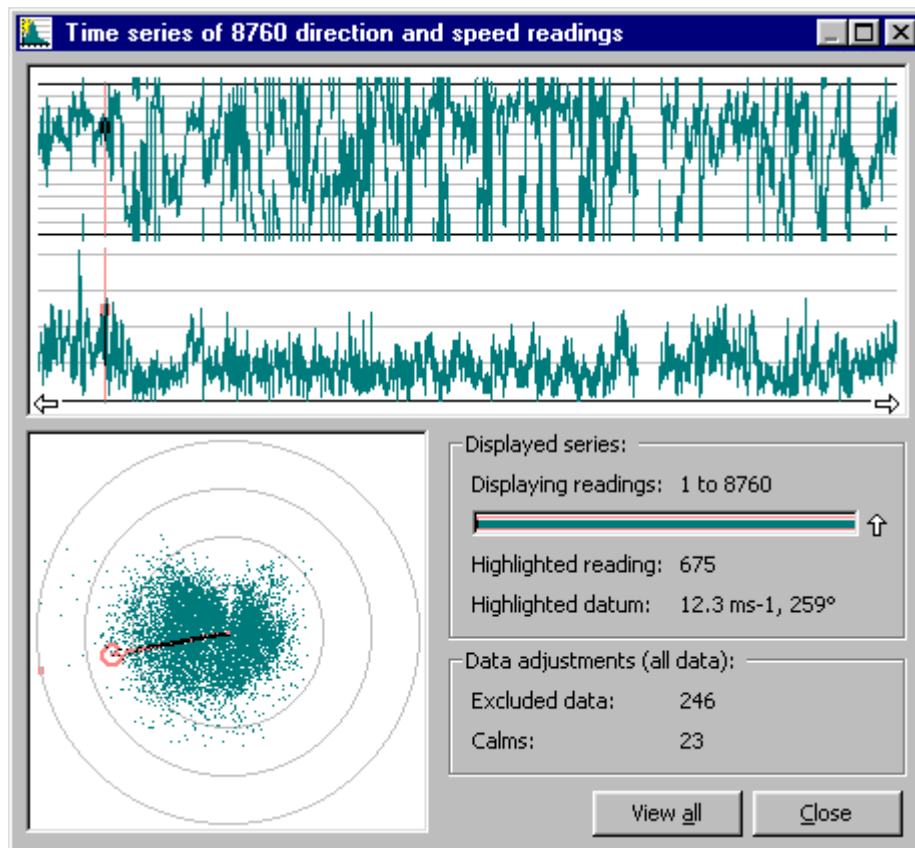 Time series of 8760 direction and speed readings
Displayed series:
Displaying readings: 1 to 8760
Highlighted reading: 675
Highlighted datum: 12.3 ms-1, 259°
Data adjustments (all data):
Excluded data: 246
Calms: 23
View all
Close